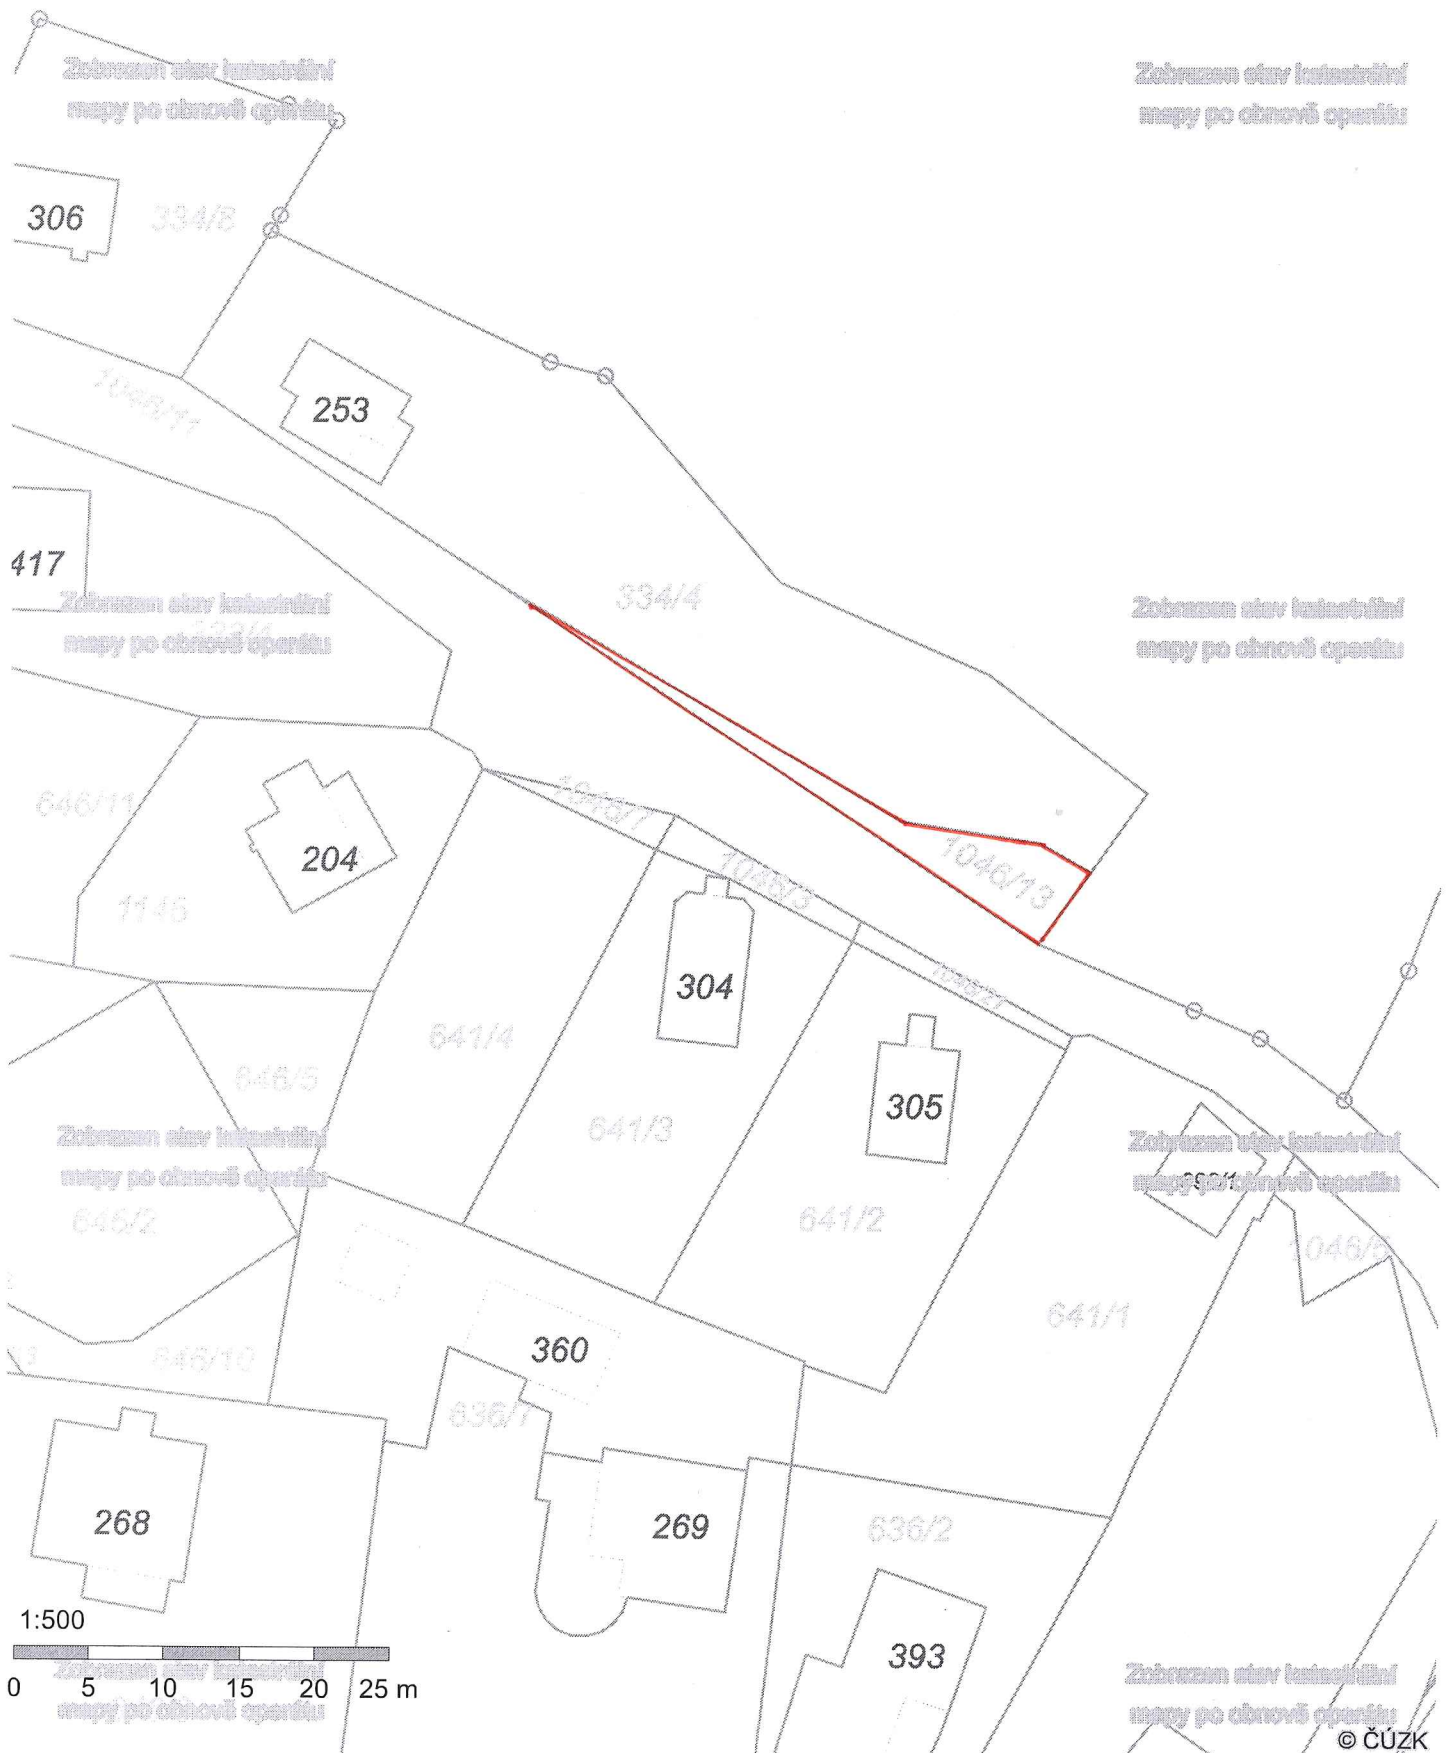 Zobrazen stav katastrální
mapy po obnově operátu
Zobrazen stav katastrální
mapy po obnově operátu
306
334/8
1046/11
253
417
334/4
Zobrazen stav katastrální
mapy po obnově operátu
Zobrazen stav katastrální
mapy po obnově operátu
646/11
204
1046/7
1046/3
1046/13
1145
304
1046/21
641/4
646/5
305
641/3
Zobrazen stav katastrální
mapy po obnově operátu
Zobrazen stav katastrální
mapy po obnově operátu
646/2
641/2
1046/5
641/1
360
646/10
636/7
268
269
636/2
1:500
393
0 5 10 15 20 25 m
Zobrazen stav katastrální
mapy po obnově operátu
Zobrazen stav katastrální
mapy po obnově operátu
© ČÚZK